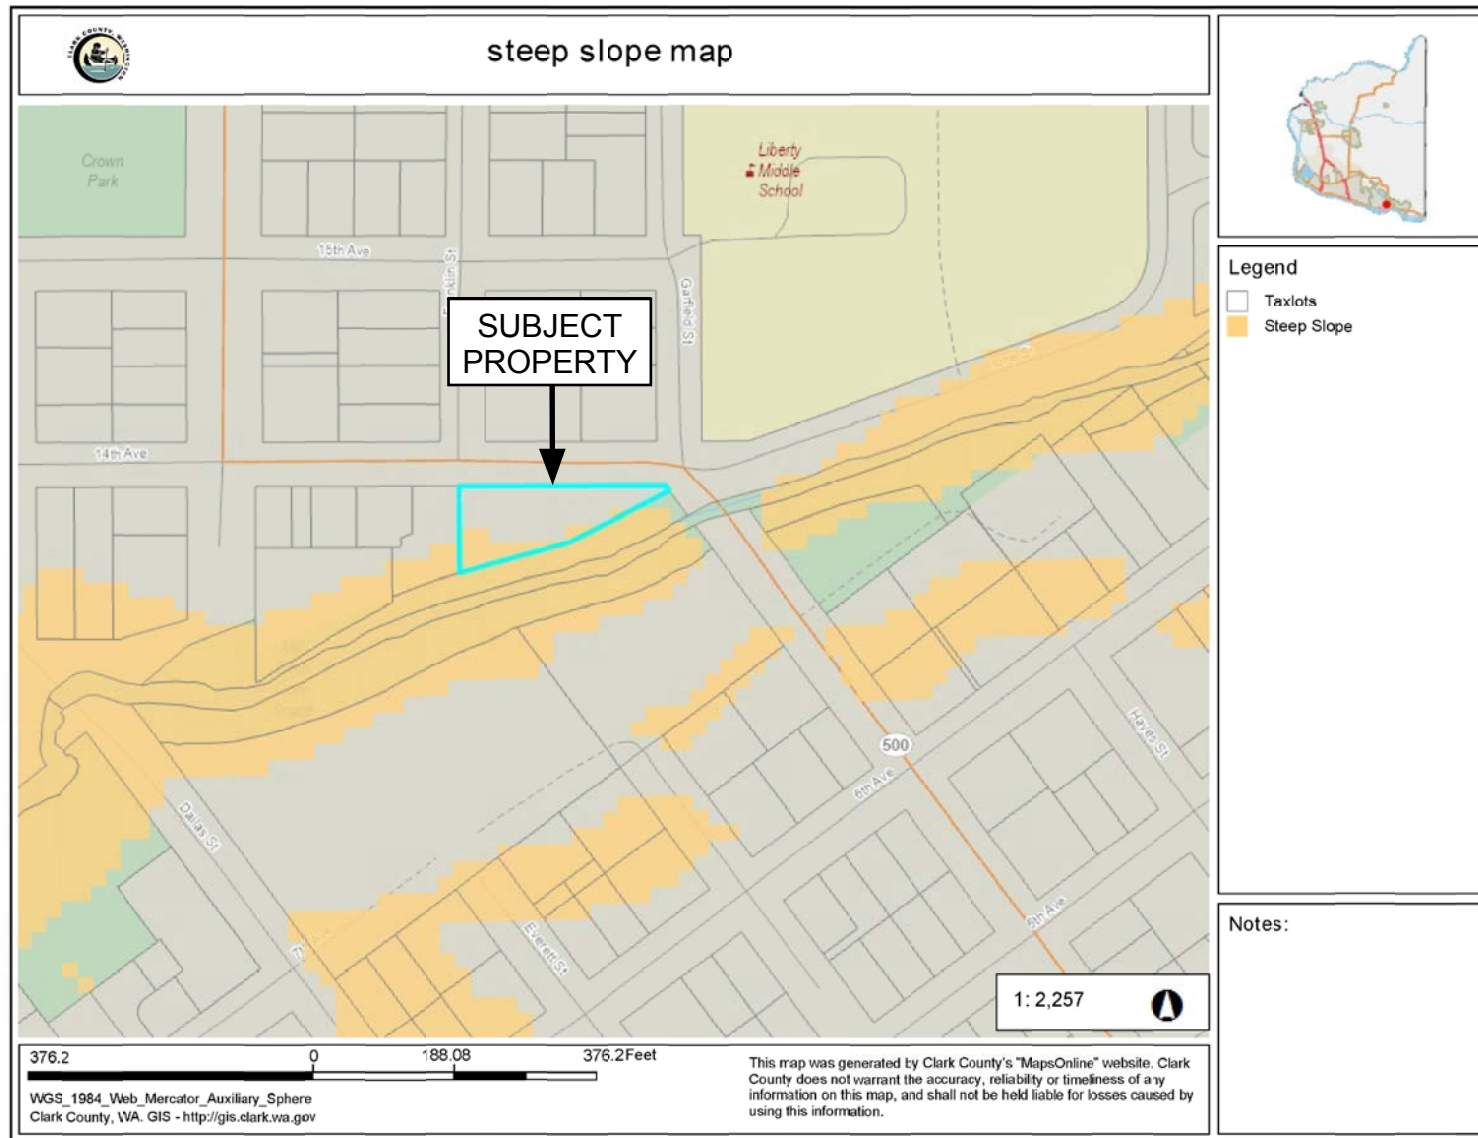 CLARK COUNTY, WASHINGTON
steep slope map
Crown
Park
Liberty
Middle
School
15th Ave
Garfield St
SUBJECT
PROPERTY
14th Ave
Legend
Taxlots
Steep Slope
500
Hayes St
6th Ave
Dallas St
Everett St
5th Ave
Notes:
1: 2,257
376.2
0
188.08
376.2Feet
WGS_1984_Web_Mercator_Auxiliary_Sphere
Clark County, WA. GIS - http://gis.clark.wa.gov
This map was generated by Clark County's "MapsOnline" website. Clark
County does not warrant the accuracy, reliability or timeliness of any
information on this map, and shall not be held liable for losses caused by
using this information.